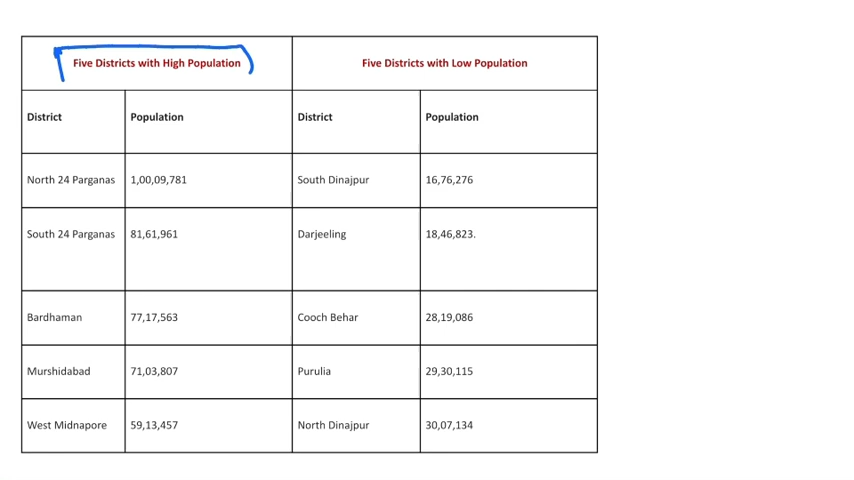 Five Districts with High Population Five Districts with Low Population
District Population District Population
North 24 Parganas 1,00,09,781 South Dinajpur 16,76,276
South 24 Parganas 81,61,961 Darjeeling 18,46,823.
Bardhaman 77,17,563 Cooch Behar 28,19,086
Murshidabad 71,03,807 Purulia 29,30,115
West Midnapore 59,13,457 North Dinajpur 30,07,134